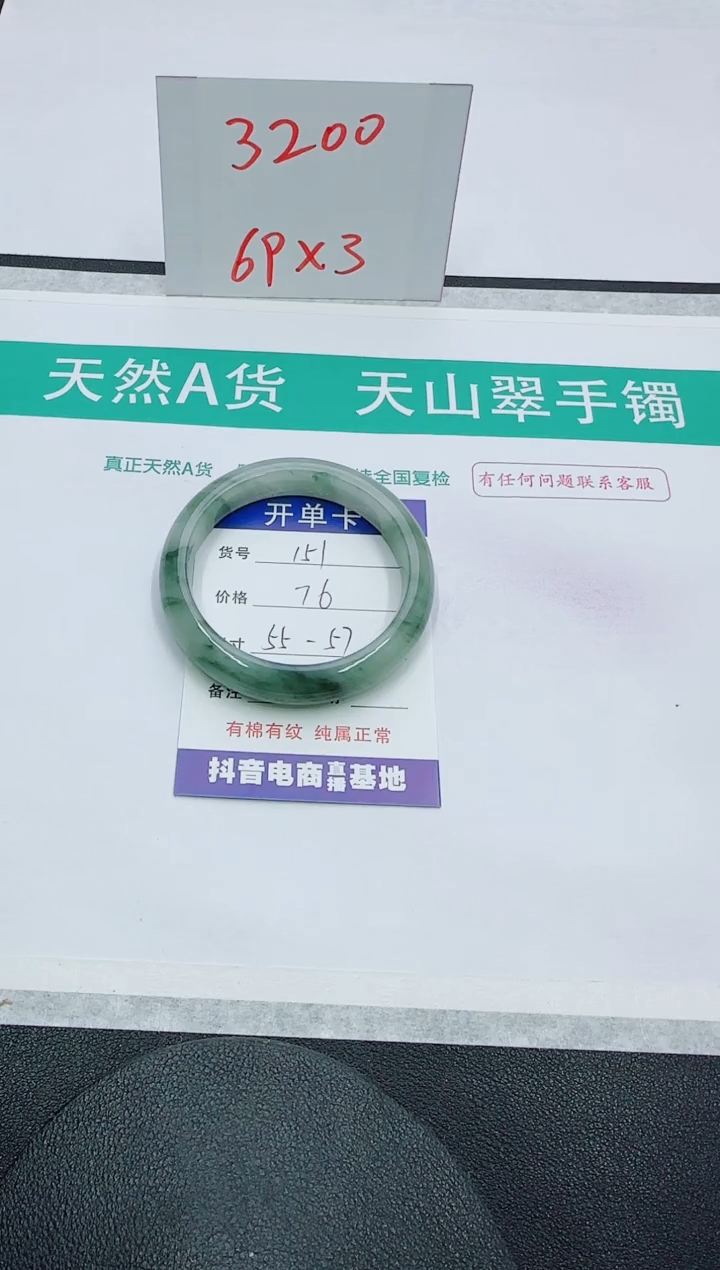 3200
6P×3
天然A货 天山翠手镯
真正天然A货 全国复检 有任何问题联系客服
开单卡
货号 151
价格 76
寸 55-57
备注
有棉有纹 纯属正常
抖音电商直播基地